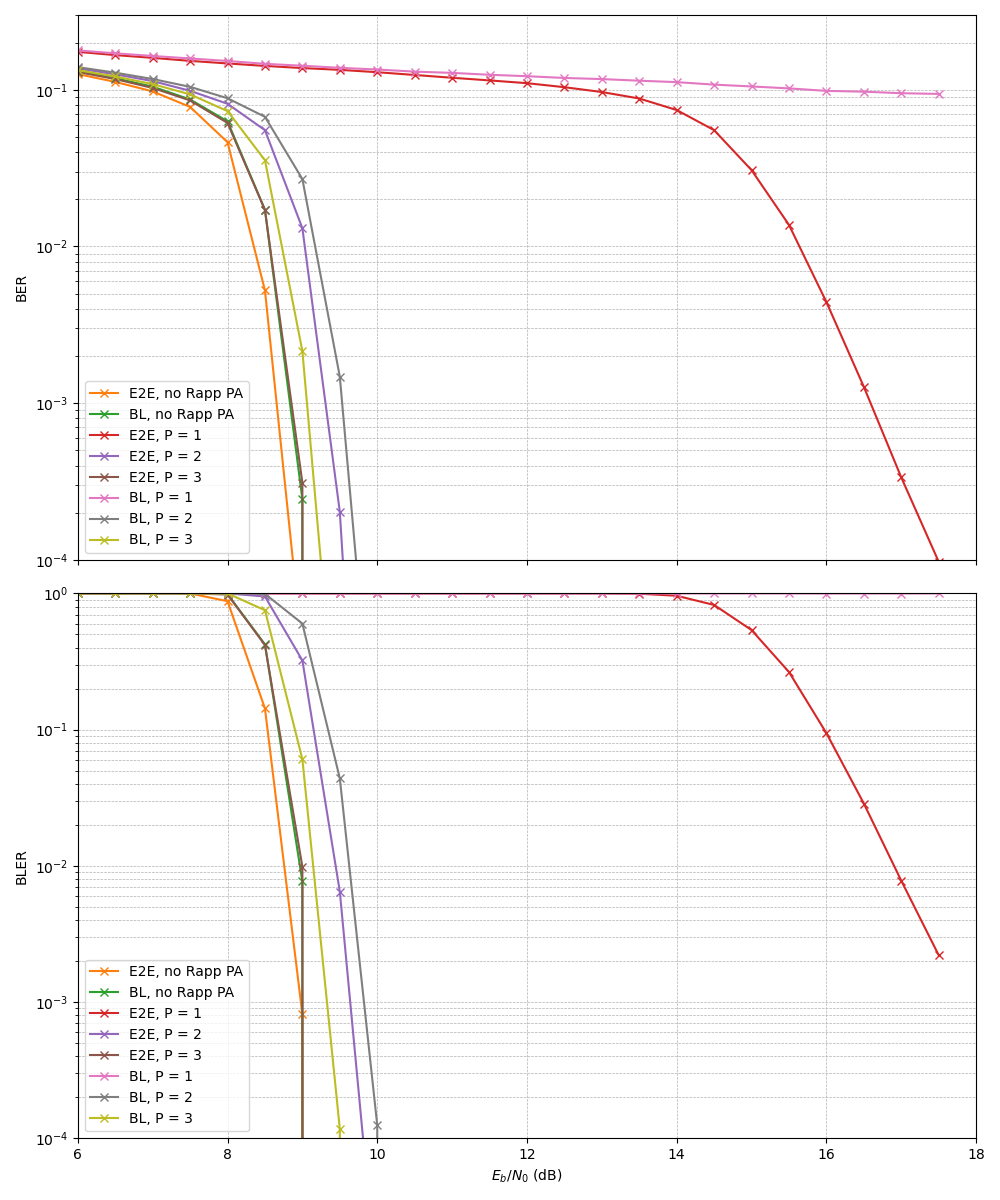 10⁻¹
10⁻²
10⁻³
10⁻⁴
BER
E2E, no Rapp PA
BL, no Rapp PA
E2E, P = 1
E2E, P = 2
E2E, P = 3
BL, P = 1
BL, P = 2
BL, P = 3
10⁰
10⁻¹
10⁻²
10⁻³
10⁻⁴
BLER
E2E, no Rapp PA
BL, no Rapp PA
E2E, P = 1
E2E, P = 2
E2E, P = 3
BL, P = 1
BL, P = 2
BL, P = 3
6 8 10 12 14 16 18
E_b/N_0 (dB)